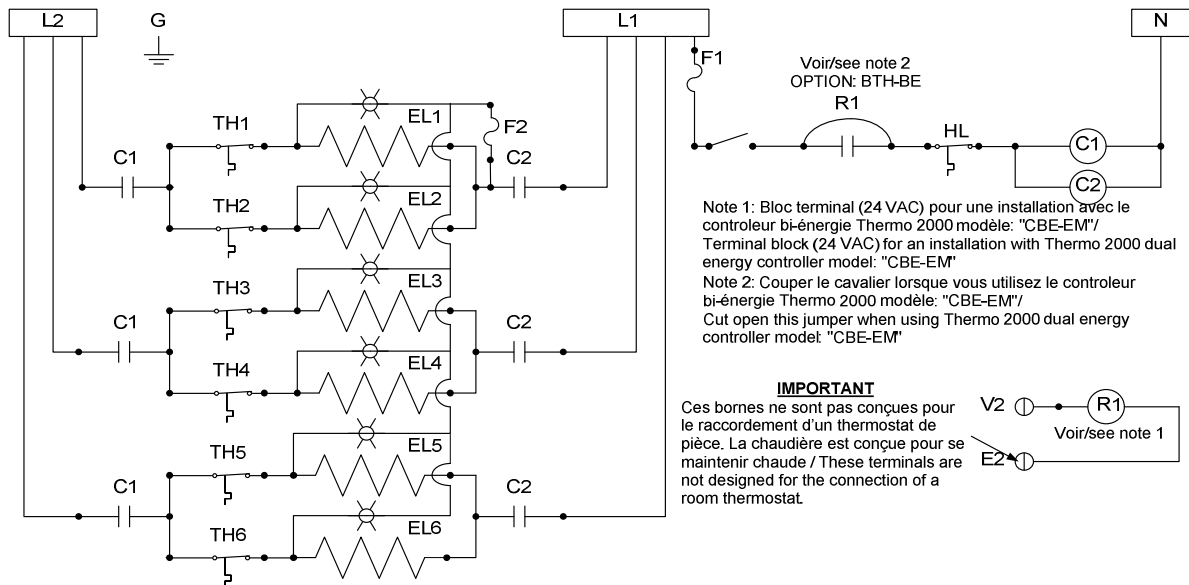 L2
G
L1
N
F1
Voir/see note 2
OPTION: BTH-BE
R1
HL
C1
C2
TH1
EL1
F2
C1
C2
TH2
EL2
TH3
EL3
C1
C2
TH4
EL4
TH5
EL5
C1
C2
TH6
EL6
Note 1: Bloc terminal (24 VAC) pour une installation avec le
controleur bi-énergie Thermo 2000 modèle: "CBE-EM"/
Terminal block (24 VAC) for an installation with Thermo 2000 dual
energy controller model: "CBE-EM"
Note 2: Couper le cavalier lorsque vous utilisez le controleur
bi-énergie Thermo 2000 modèle: "CBE-EM"/
Cut open this jumper when using Thermo 2000 dual energy
controller model: "CBE-EM"
IMPORTANT
Ces bornes ne sont pas conçues pour
le raccordement d'un thermostat de
pièce. La chaudière est conçue pour se
maintenir chaude / These terminals are
not designed for the connection of a
room thermostat.
V2
R1
Voir/see note 1
E2